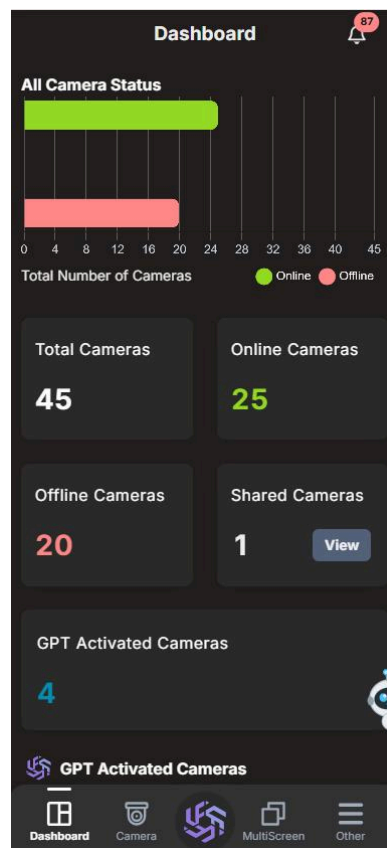 Dashboard
87
All Camera Status
0 4 8 12 16 20 24 28 32 36 40 45
Total Number of Cameras
Online Offline
Total Cameras
45
Online Cameras
25
Offline Cameras
20
Shared Cameras
1 View
GPT Activated Cameras
4
GPT Activated Cameras
Dashboard Camera MultiScreen Other